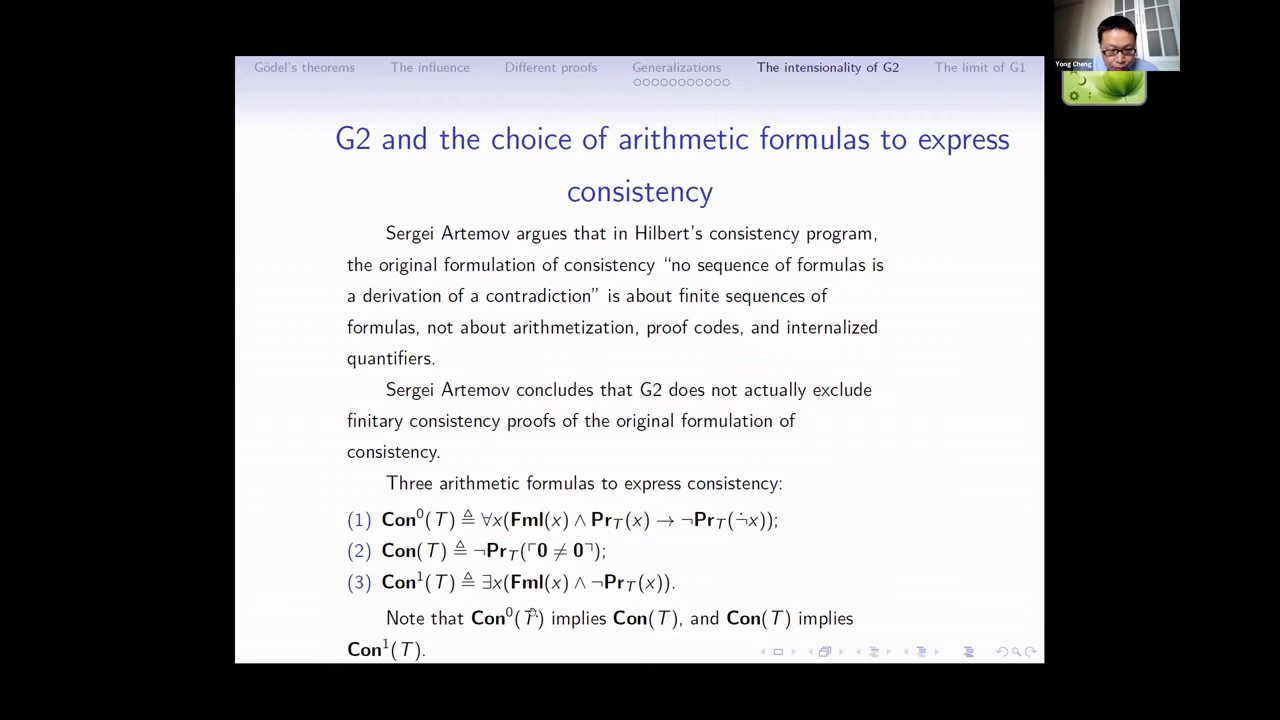 Gödel's theorems The influence Different proofs Generalizations The intensionality of G2 The limit of G1
Yong Cheng
G2 and the choice of arithmetic formulas to express
consistency
Sergei Artemov argues that in Hilbert's consistency program,
the original formulation of consistency “no sequence of formulas is
a derivation of a contradiction” is about finite sequences of
formulas, not about arithmetization, proof codes, and internalized
quantifiers.
Sergei Artemov concludes that G2 does not actually exclude
finitary consistency proofs of the original formulation of
consistency.
Three arithmetic formulas to express consistency:
(1) Con⁰(T) ≜ ∀x(Fml(x) ∧ Pr_T(x) → ¬Pr_T(¬̇x));
(2) Con(T) ≜ ¬Pr_T(⌜0 ≠ 0⌝);
(3) Con¹(T) ≜ ∃x(Fml(x) ∧ ¬Pr_T(x)).
Note that Con⁰(T) implies Con(T), and Con(T) implies
Con¹(T).